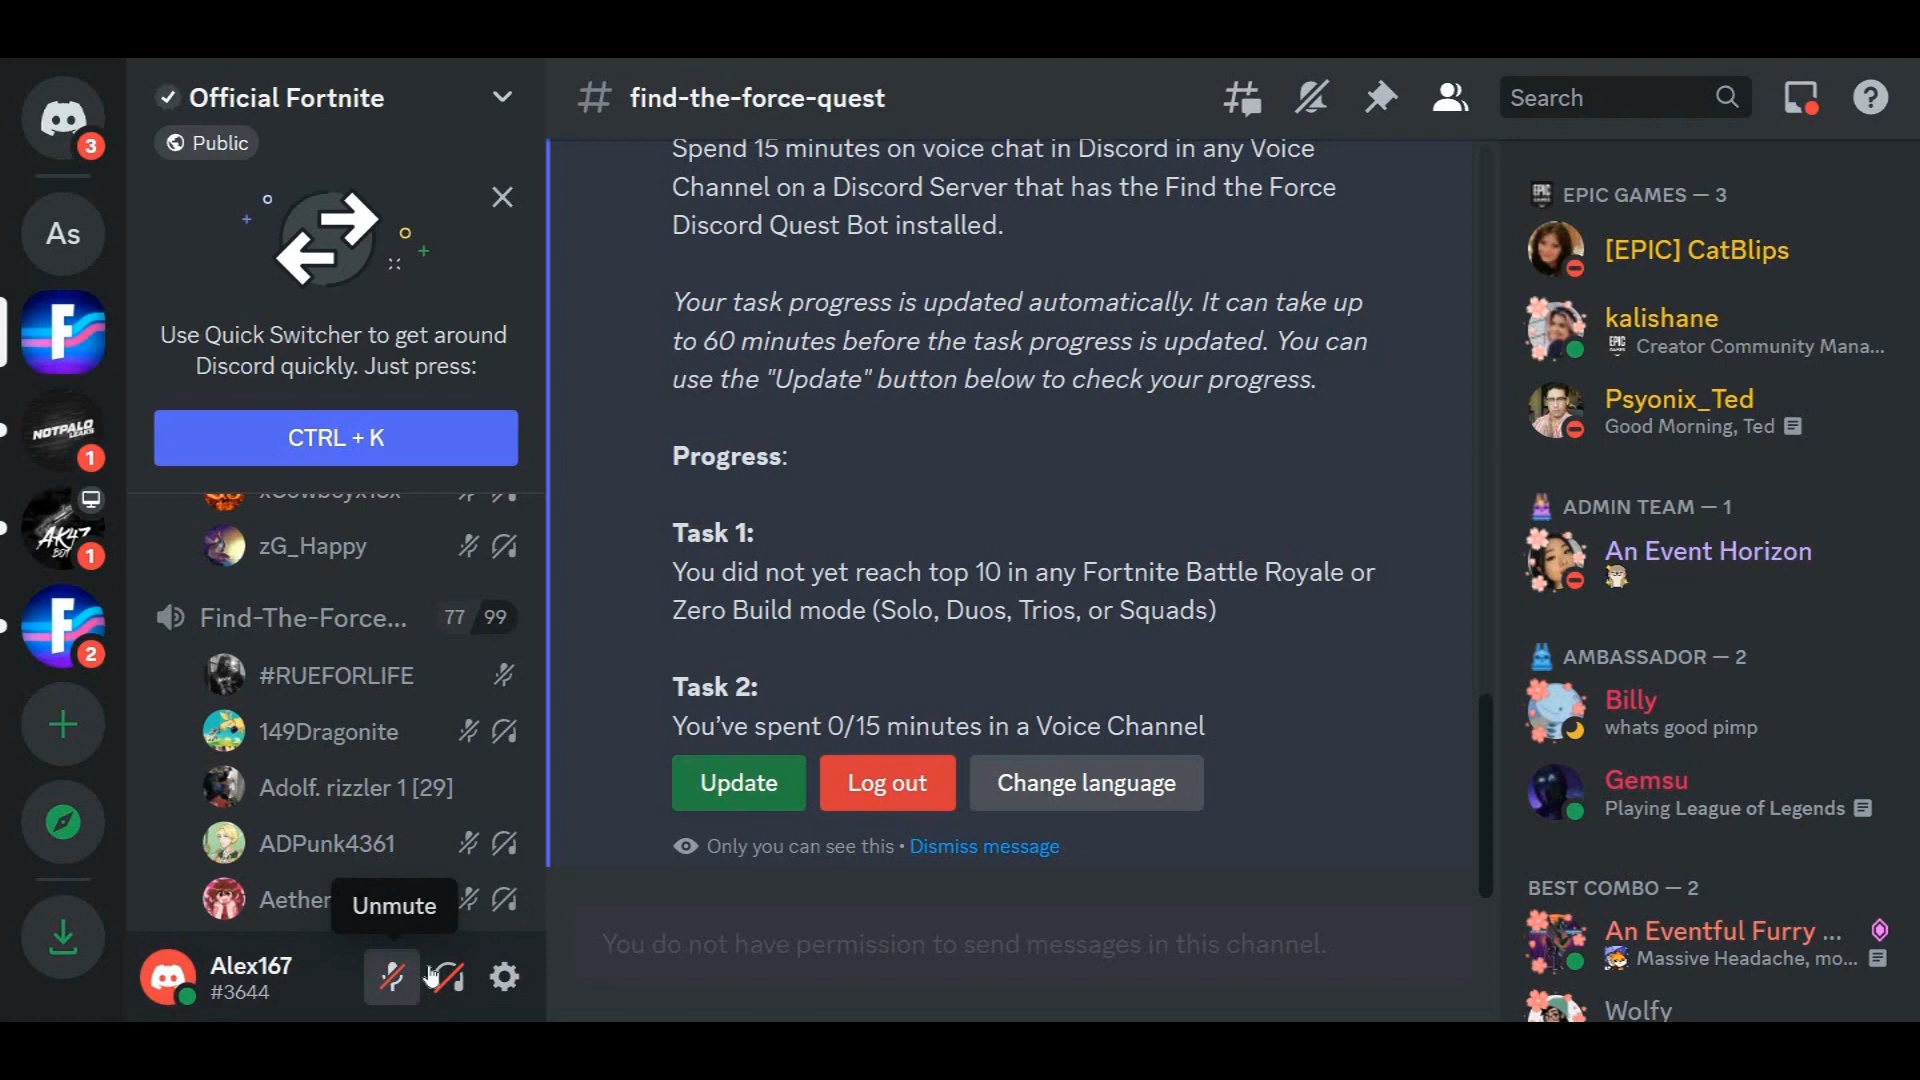 3
As
NOTPALO
LEAKS
1
AK47
BOT
1
2
Official Fortnite
Public
Use Quick Switcher to get around
Discord quickly. Just press:
CTRL + K
zG_Happy
Find-The-Force... 77 99
#RUEFORLIFE
149Dragonite
Adolf. rizzler 1 [29]
ADPunk4361
Aether
Unmute
Alex167
#3644
find-the-force-quest
Search
Spend 15 minutes on voice chat in Discord in any Voice
Channel on a Discord Server that has the Find the Force
Discord Quest Bot installed.
Your task progress is updated automatically. It can take up
to 60 minutes before the task progress is updated. You can
use the "Update" button below to check your progress.
Progress:
Task 1:
You did not yet reach top 10 in any Fortnite Battle Royale or
Zero Build mode (Solo, Duos, Trios, or Squads)
Task 2:
You've spent 0/15 minutes in a Voice Channel
Update Log out Change language
Only you can see this • Dismiss message
You do not have permission to send messages in this channel.
EPIC GAMES — 3
[EPIC] CatBlips
kalishane
Creator Community Mana...
Psyonix_Ted
Good Morning, Ted
ADMIN TEAM — 1
An Event Horizon
AMBASSADOR — 2
Billy
whats good pimp
Gemsu
Playing League of Legends
BEST COMBO — 2
An Eventful Furry ...
Massive Headache, mo...
Wolfy